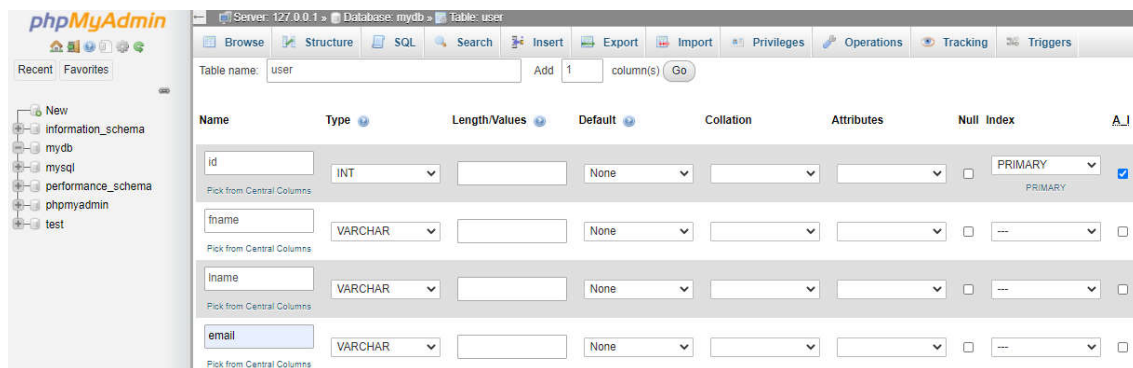 phpMyAdmin
Recent Favorites
New
information_schema
mydb
mysql
performance_schema
phpmyadmin
test
Server: 127.0.0.1 » Database: mydb » Table: user
Browse Structure SQL Search Insert Export Import Privileges Operations Tracking Triggers
Table name: user Add 1 column(s) Go
Name Type Length/Values Default Collation Attributes Null Index A_I
id INT None PRIMARY
Pick from Central Columns PRIMARY
fname VARCHAR None ---
Pick from Central Columns
lname VARCHAR None ---
Pick from Central Columns
email VARCHAR None ---
Pick from Central Columns